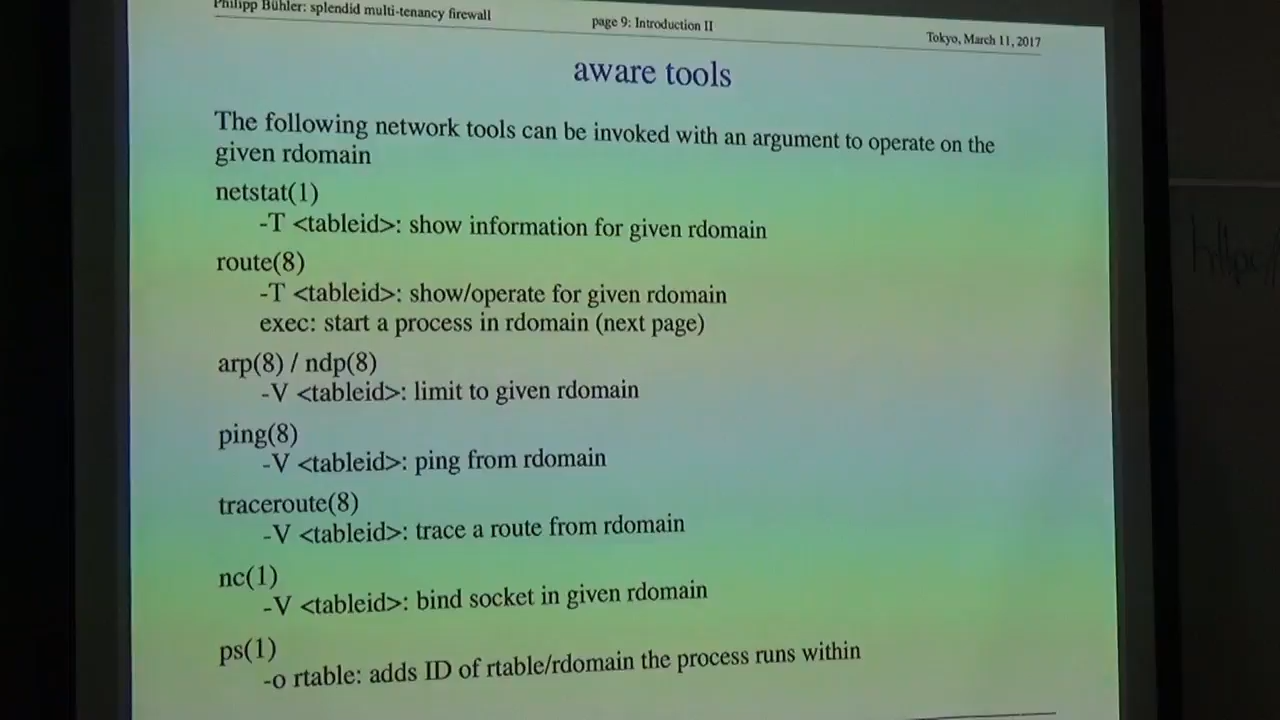 Philipp Bühler: splendid multi-tenancy firewall
page 9: Introduction II
Tokyo, March 11, 2017
aware tools
The following network tools can be invoked with an argument to operate on the
given rdomain
netstat(1)
-T <tableid>: show information for given rdomain
route(8)
-T <tableid>: show/operate for given rdomain
exec: start a process in rdomain (next page)
arp(8) / ndp(8)
-V <tableid>: limit to given rdomain
ping(8)
-V <tableid>: ping from rdomain
traceroute(8)
-V <tableid>: trace a route from rdomain
nc(1)
-V <tableid>: bind socket in given rdomain
ps(1)
-o rtable: adds ID of rtable/rdomain the process runs within